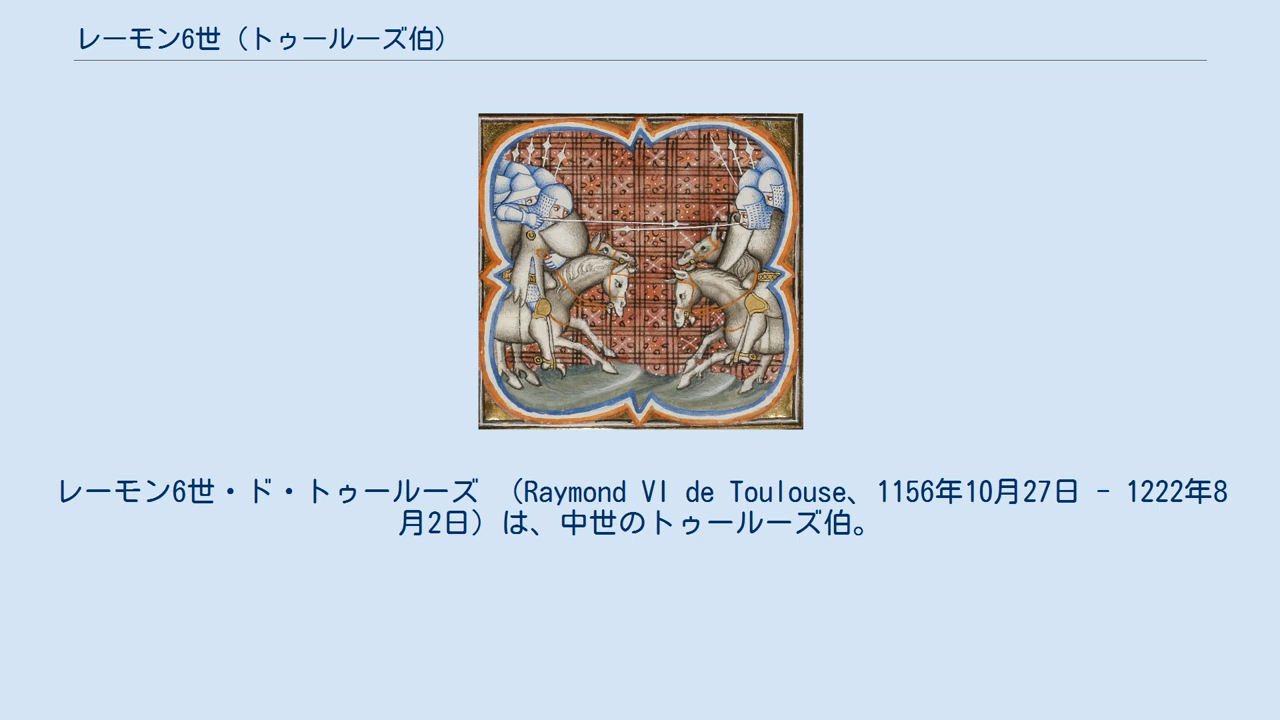 レーモン6世（トゥールーズ伯）
レーモン6世・ド・トゥールーズ （Raymond VI de Toulouse、1156年10月27日 - 1222年8
月2日）は、中世のトゥールーズ伯。